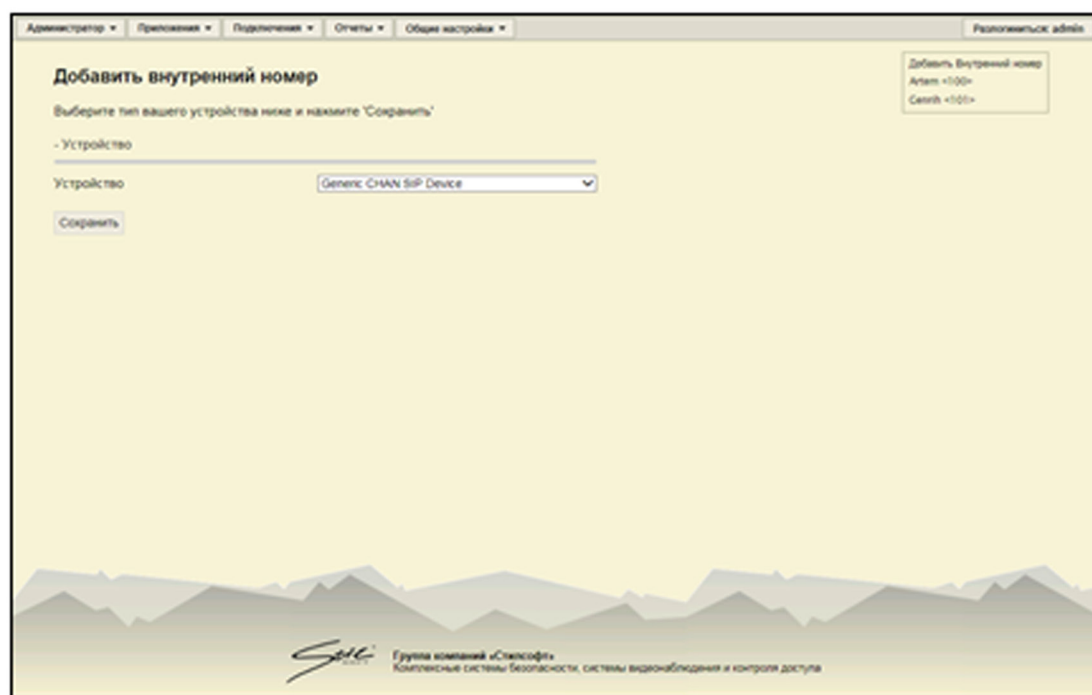 Администратор
Приложения
Подключения
Отчеты
Общие настройки
Разлогиниться: admin
Добавить внутренний номер
Выберите тип вашего устройства ниже и нажмите 'Сохранить'
- Устройство
Устройство
Generic CHAN SIP Device
Сохранить
Добавить Внутренний номер
Artem <100>
Genrih <101>
Группа компаний «Стилсофт»
Комплексные системы безопасности, системы видеонаблюдения и контроля доступа